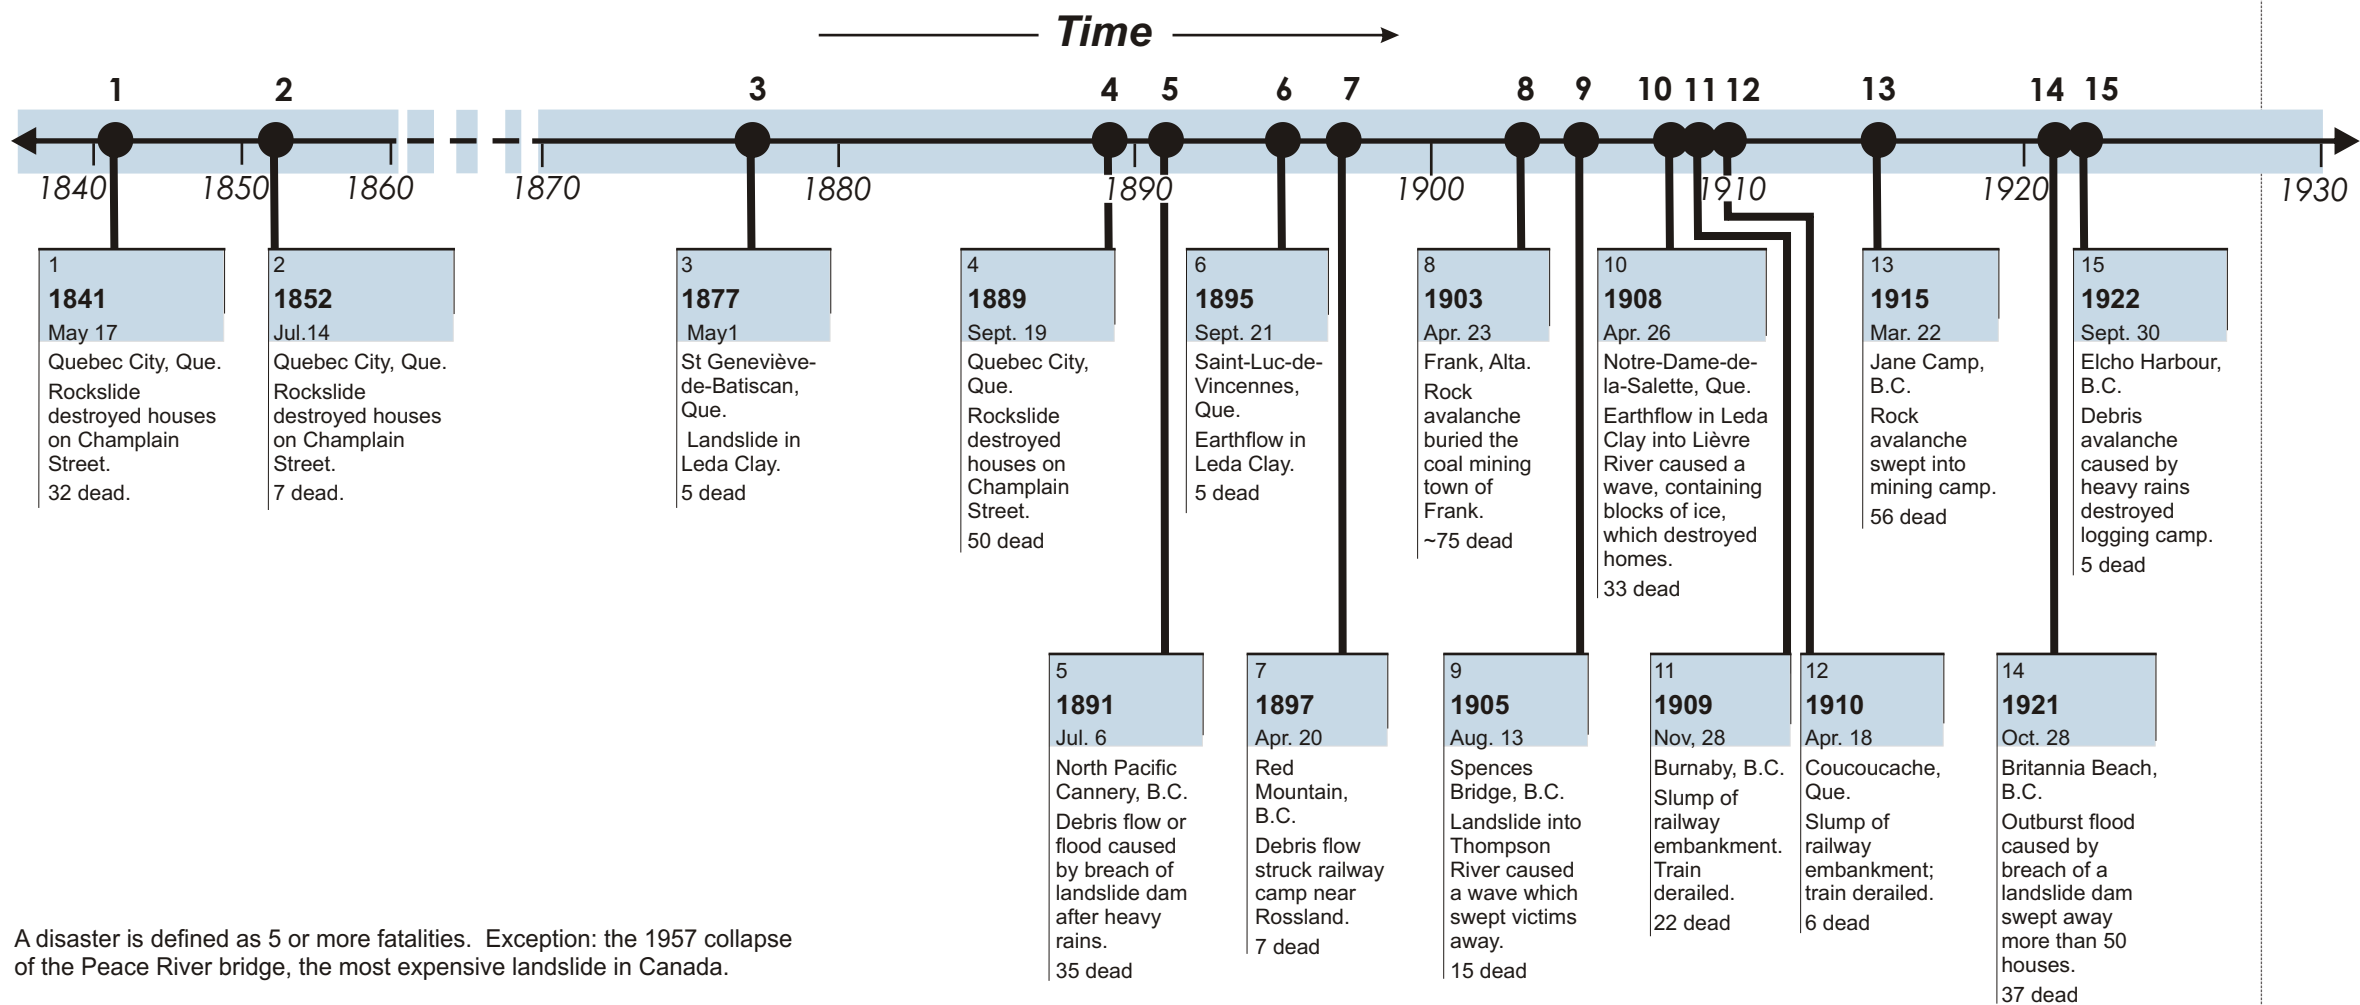 Time
1 2 3 4 5 6 7 8 9 10 11 12 13 14 15
1840 1850 1860 1870 1880 1890 1900 1910 1920 1930
1
1841
May 17
Quebec City, Que.
Rockslide
destroyed houses
on Champlain
Street.
32 dead.
2
1852
Jul.14
Quebec City, Que.
Rockslide
destroyed houses
on Champlain
Street.
7 dead.
3
1877
May1
St Geneviève-
de-Batiscan,
Que.
Landslide in
Leda Clay.
5 dead
4
1889
Sept. 19
Quebec City,
Que.
Rockslide
destroyed
houses on
Champlain
Street.
50 dead
6
1895
Sept. 21
Saint-Luc-de-
Vincennes,
Que.
Earthflow in
Leda Clay.
5 dead
8
1903
Apr. 23
Frank, Alta.
Rock
avalanche
buried the
coal mining
town of
Frank.
~75 dead
10
1908
Apr. 26
Notre-Dame-de-
la-Salette, Que.
Earthflow in Leda
Clay into Lièvre
River caused a
wave, containing
blocks of ice,
which destroyed
homes.
33 dead
13
1915
Mar. 22
Jane Camp,
B.C.
Rock
avalanche
swept into
mining camp.
56 dead
15
1922
Sept. 30
Elcho Harbour,
B.C.
Debris
avalanche
caused by
heavy rains
destroyed
logging camp.
5 dead
5
1891
Jul. 6
North Pacific
Cannery, B.C.
Debris flow or
flood caused
by breach of
landslide dam
after heavy
rains.
35 dead
7
1897
Apr. 20
Red
Mountain,
B.C.
Debris flow
struck railway
camp near
Rossland.
7 dead
9
1905
Aug. 13
Spences
Bridge, B.C.
Landslide into
Thompson
River caused
a wave which
swept victims
away.
15 dead
11
1909
Nov, 28
Burnaby, B.C.
Slump of
railway
embankment.
Train
derailed.
22 dead
12
1910
Apr. 18
Coucoucache,
Que.
Slump of
railway
embankment;
train derailed.
6 dead
14
1921
Oct. 28
Britannia Beach,
B.C.
Outburst flood
caused by
breach of a
landslide dam
swept away
more than 50
houses.
37 dead
A disaster is defined as 5 or more fatalities. Exception: the 1957 collapse
of the Peace River bridge, the most expensive landslide in Canada.